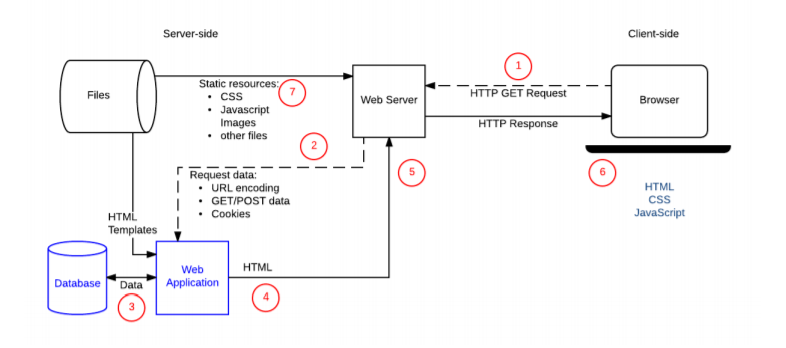 Server-side
Client-side
1
Files
Static resources:
• CSS
• Javascript
Images
• other files
7
Web Server
HTTP GET Request
HTTP Response
Browser
2
Request data:
• URL encoding
• GET/POST data
• Cookies
5
6
HTML
CSS
JavaScript
HTML
Templates
Database
Data
3
Web
Application
HTML
4